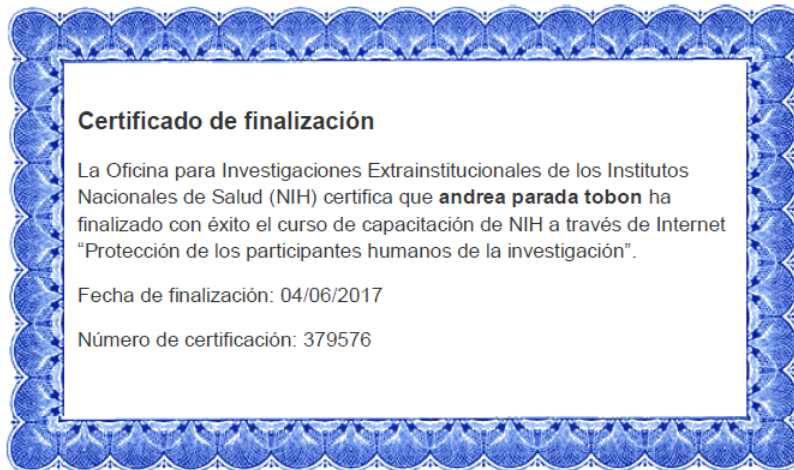 Certificado de finalización
La Oficina para Investigaciones Extrainstitucionales de los Institutos
Nacionales de Salud (NIH) certifica que andrea parada tobon ha
finalizado con éxito el curso de capacitación de NIH a través de Internet
“Protección de los participantes humanos de la investigación”.
Fecha de finalización: 04/06/2017
Número de certificación: 379576